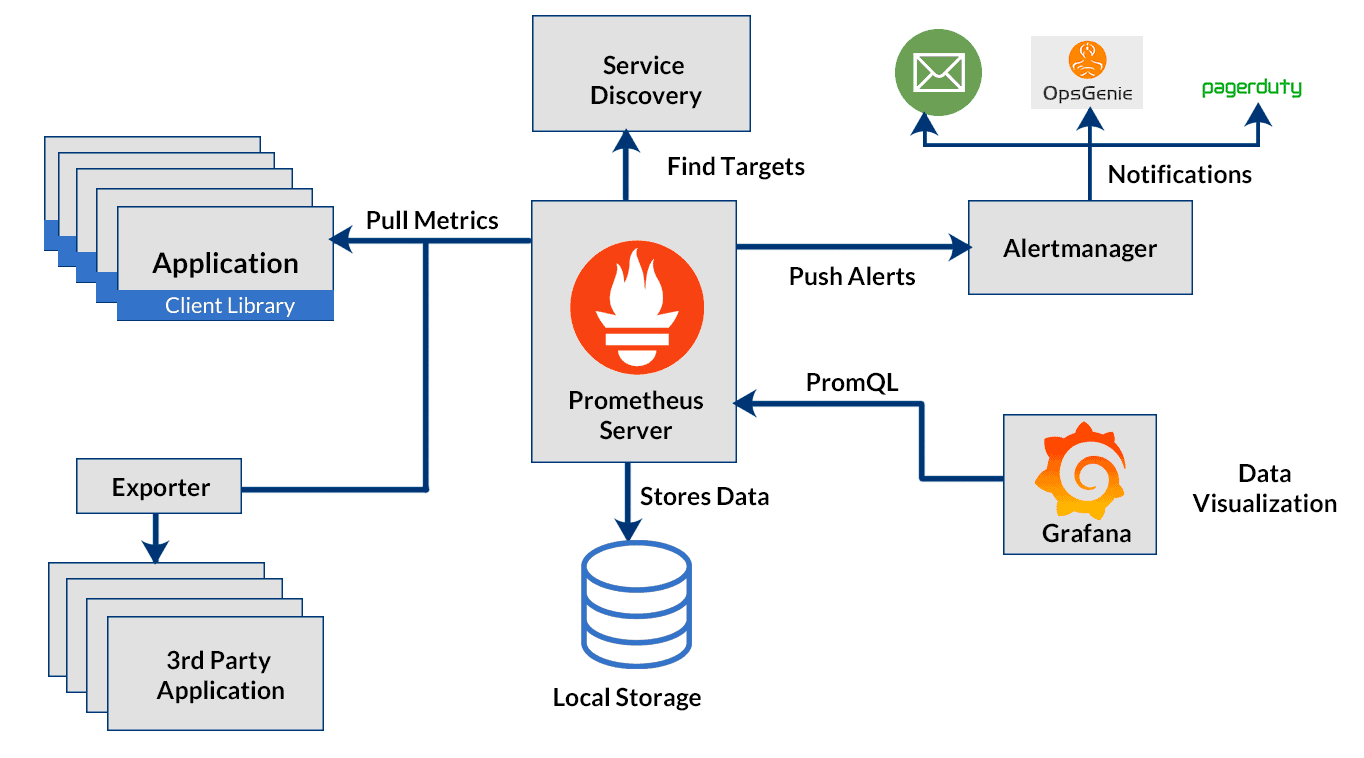 Service
Discovery
OpsGenie
pagerduty
Find Targets
Notifications
Pull Metrics
Application
Client Library
Alertmanager
Push Alerts
Prometheus
Server
PromQL
Exporter
Stores Data
Grafana
Data
Visualization
3rd Party
Application
Local Storage